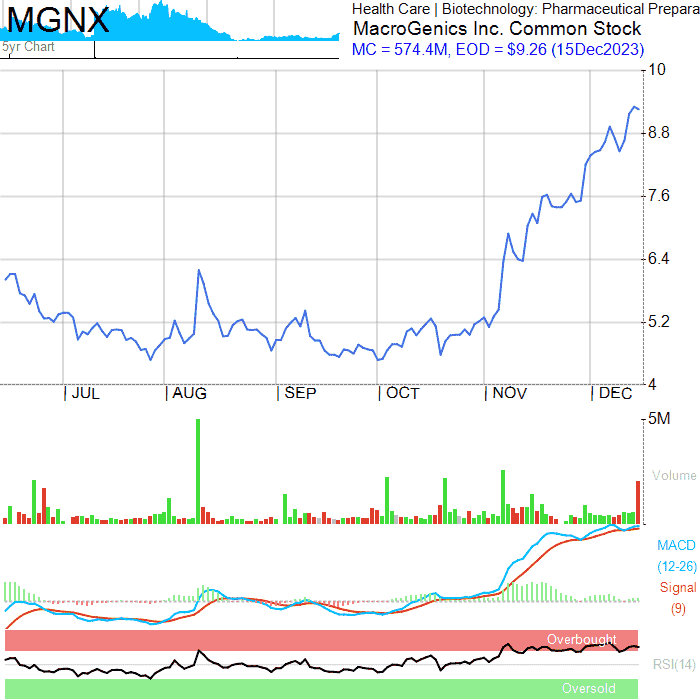 MGNX
5yr Chart
Health Care | Biotechnology: Pharmaceutical Prepara
MacroGenics Inc. Common Stock
MC = 574.4M, EOD = $9.26 (15Dec2023)
10
8.8
7.6
6.4
5.2
4
JUL AUG SEP OCT NOV DEC
5M
Volume
MACD
(12-26)
Signal
(9)
Overbought
RSI(14)
Oversold